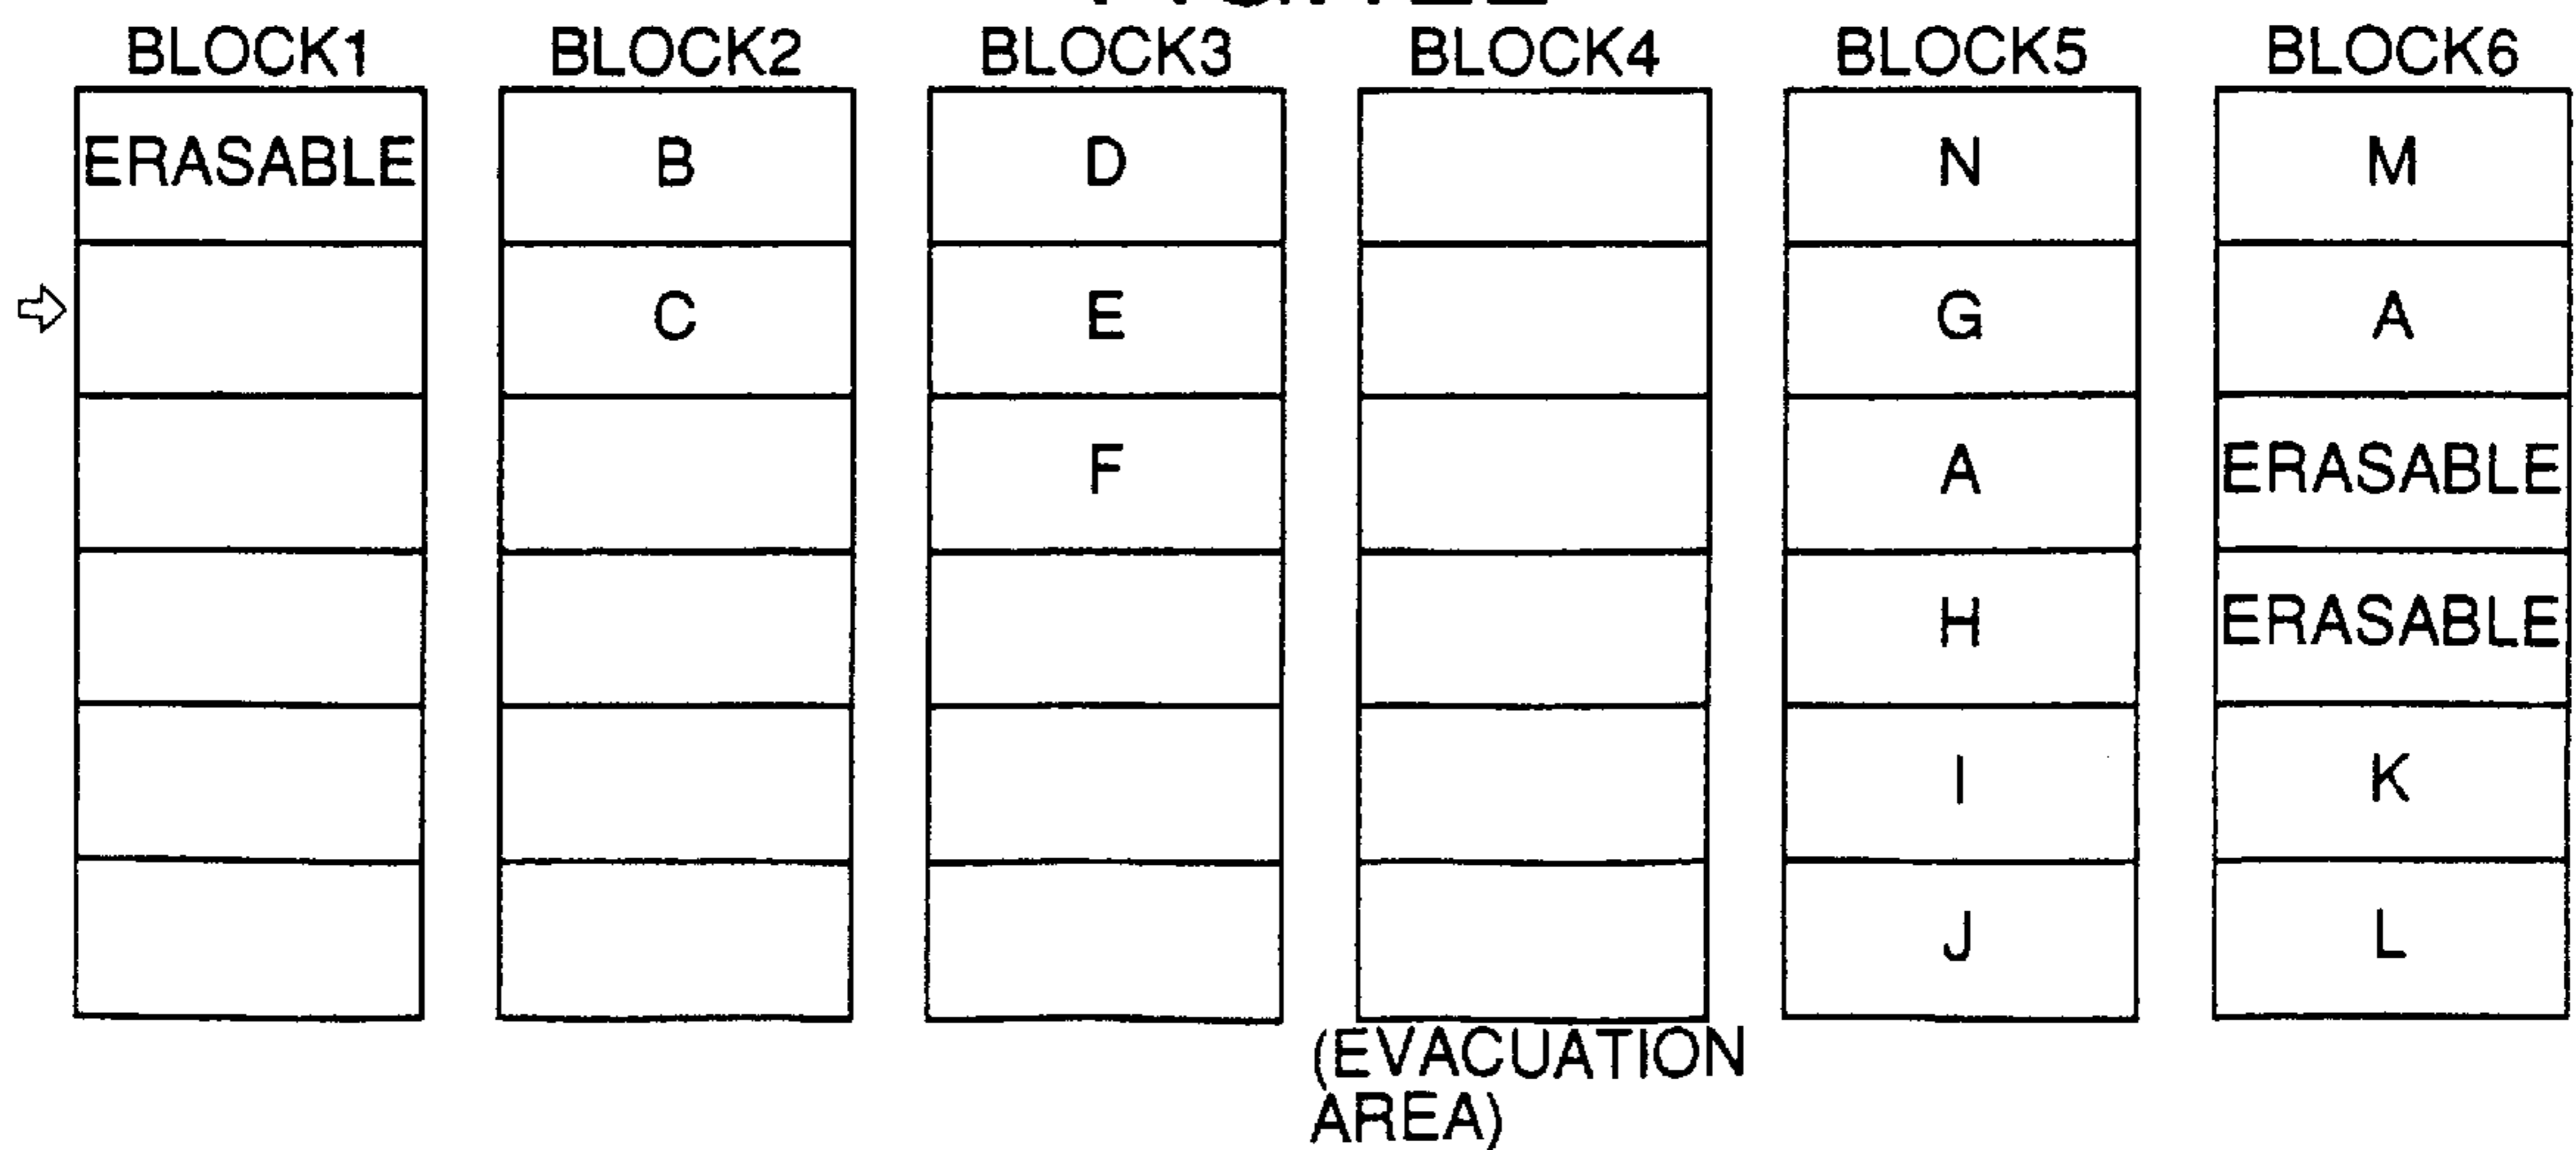 BLOCK1 BLOCK2 BLOCK3 BLOCK4 BLOCK5 BLOCK6
ERASABLE B D N M
C E G A
F A ERASABLE
H ERASABLE
I K
J L
(EVACUATION
AREA)